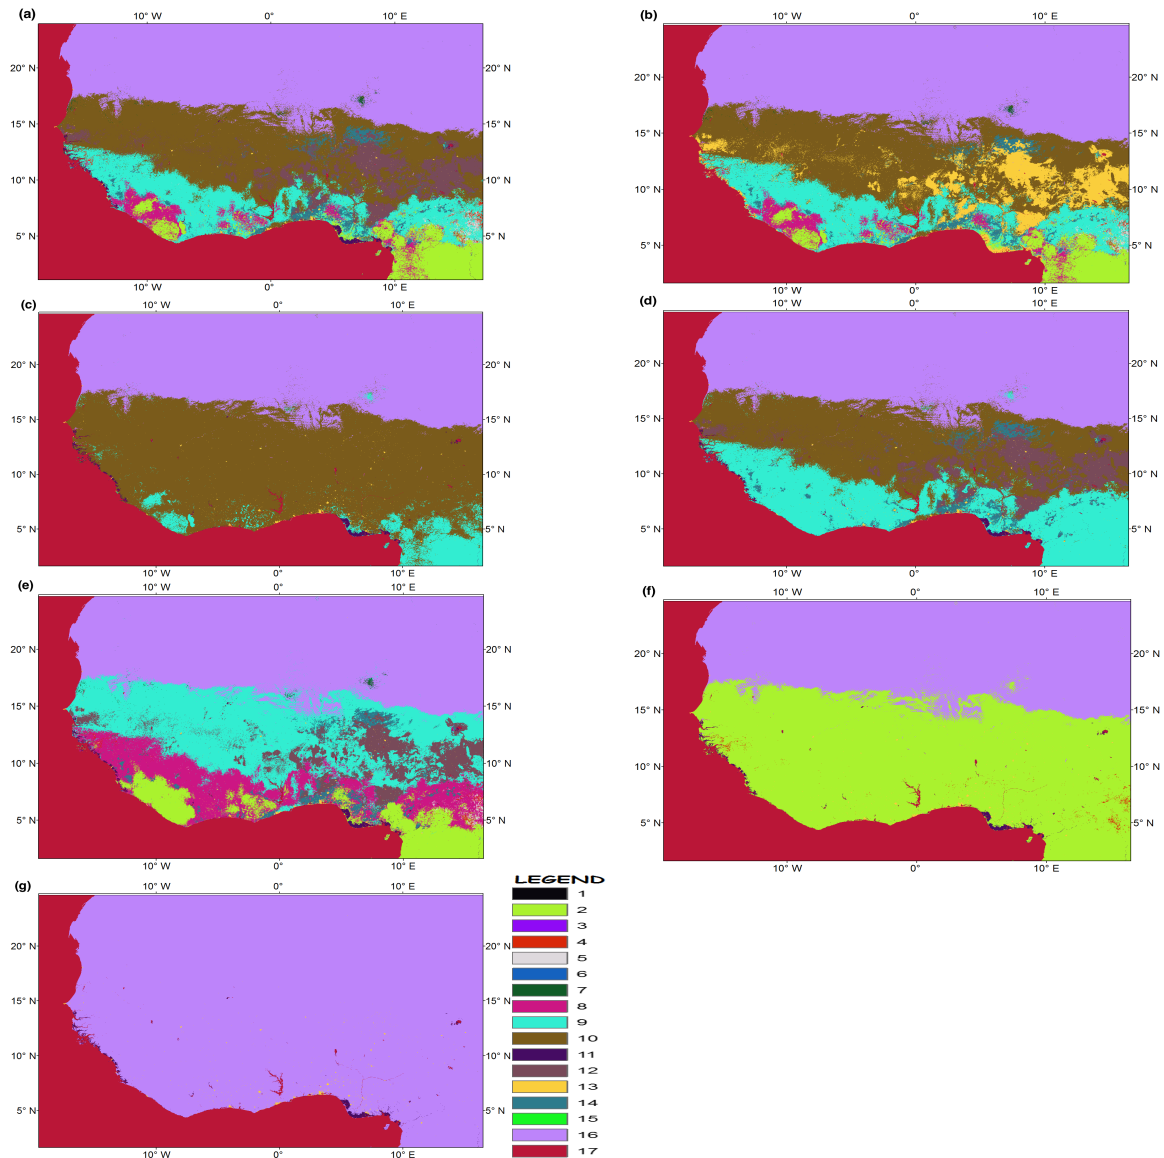 (a)
10° W 0° 10° E
20° N 20° N
15° N 15° N
10° N 10° N
5° N 5° N
10° W 0° 10° E
(b)
10° W 0° 10° E
20° N 20° N
15° N 15° N
10° N 10° N
5° N 5° N
10° W 0° 10° E
(c)
10° W 0° 10° E
20° N 20° N
15° N 15° N
10° N 10° N
5° N 5° N
10° W 0° 10° E
(d)
10° W 0° 10° E
20° N 20° N
15° N 15° N
10° N 10° N
5° N 5° N
10° W 0° 10° E
(e)
10° W 0° 10° E
20° N 20° N
15° N 15° N
10° N 10° N
5° N 5° N
10° W 0° 10° E
(f)
10° W 0° 10° E
20° N 20° N
15° N 15° N
10° N 10° N
5° N 5° N
10° W 0° 10° E
(g)
10° W 0° 10° E
20° N 20° N
15° N 15° N
10° N 10° N
5° N 5° N
10° W 0° 10° E
LEGEND
1
2
3
4
5
6
7
8
9
10
11
12
13
14
15
16
17